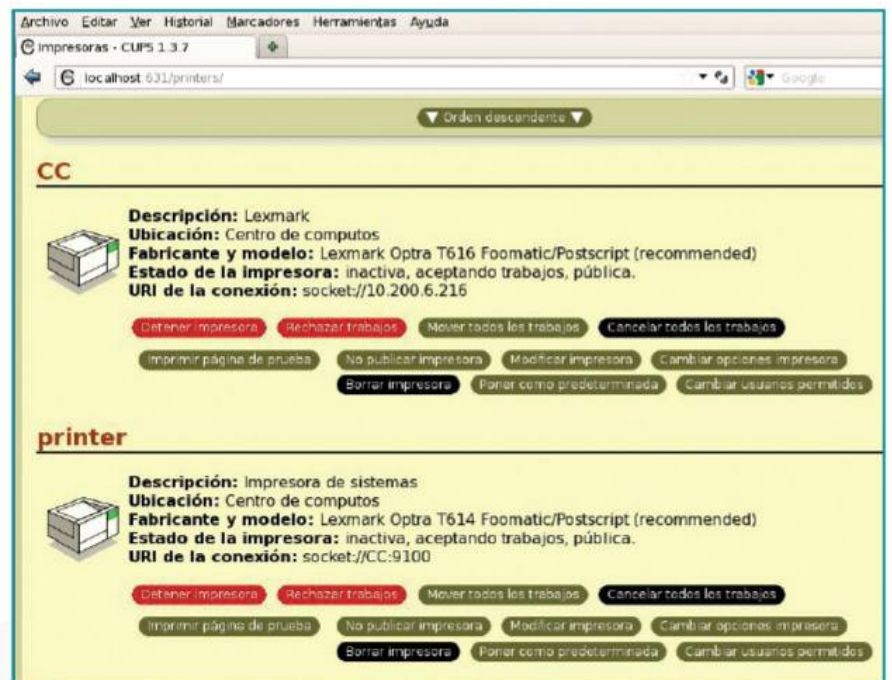 Archivo Editar Ver Historial Marcadores Herramientas Ayuda
Impresoras - CUPS 1.3.7
localhost:631/printers/
Google
▼ Orden descendente ▼
CC
Descripción: Lexmark
Ubicación: Centro de computos
Fabricante y modelo: Lexmark Optra T616 Foomatic/Postscript (recommended)
Estado de la impresora: inactiva, aceptando trabajos, pública.
URI de la conexión: socket://10.200.6.216
Detener impresora Rechazar trabajos Mover todos los trabajos Cancelar todos los trabajos
Imprimir página de prueba No publicar impresora Modificar impresora Cambiar opciones impresora
Borrar impresora Poner como predeterminada Cambiar usuarios permitidos
printer
Descripción: Impresora de sistemas
Ubicación: Centro de computos
Fabricante y modelo: Lexmark Optra T614 Foomatic/Postscript (recommended)
Estado de la impresora: inactiva, aceptando trabajos, pública.
URI de la conexión: socket://CC:9100
Detener impresora Rechazar trabajos Mover todos los trabajos Cancelar todos los trabajos
Imprimir página de prueba No publicar impresora Modificar impresora Cambiar opciones impresora
Borrar impresora Poner como predeterminada Cambiar usuarios permitidos